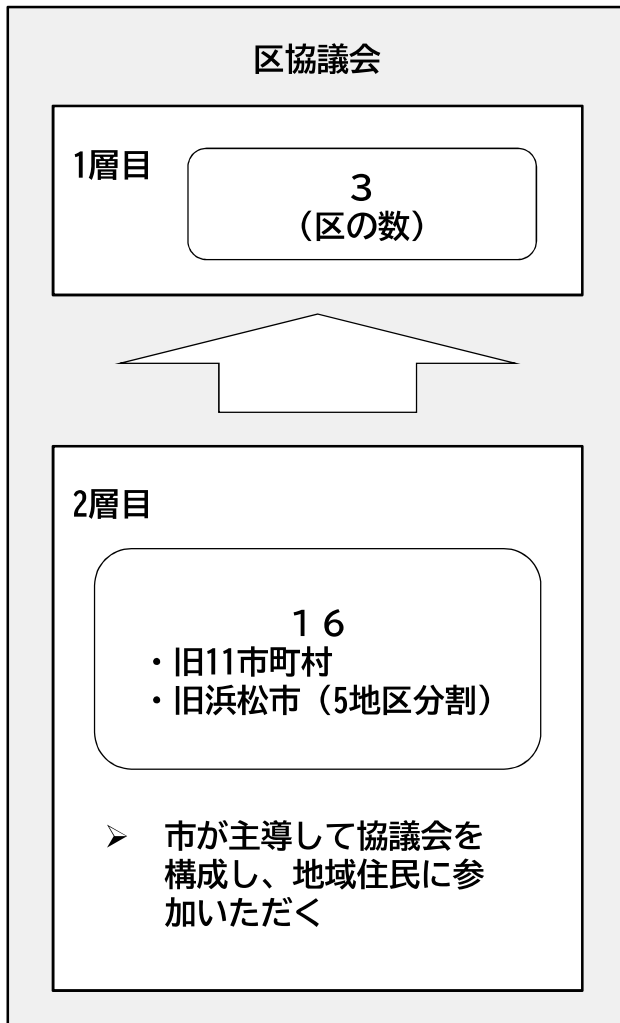 区協議会
1層目
３
（区の数）
2層目
１６
・旧11市町村
・旧浜松市（5地区分割）
➢ 市が主導して協議会を
構成し、地域住民に参
加いただく